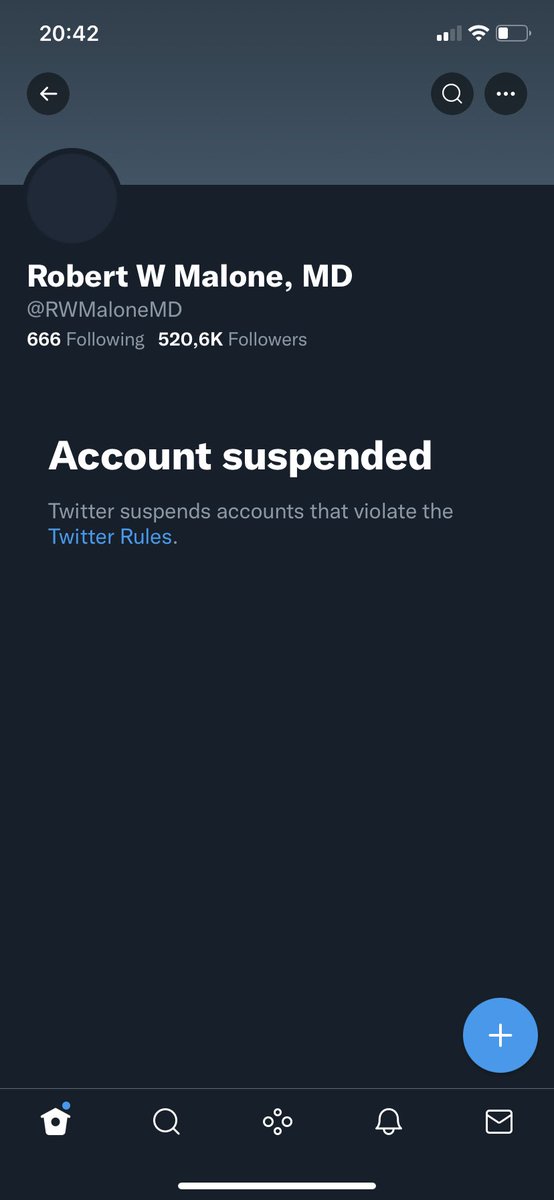 20:42
Robert W Malone, MD
@RWMaloneMD
666 Following 520,6K Followers
Account suspended
Twitter suspends accounts that violate the
Twitter Rules.